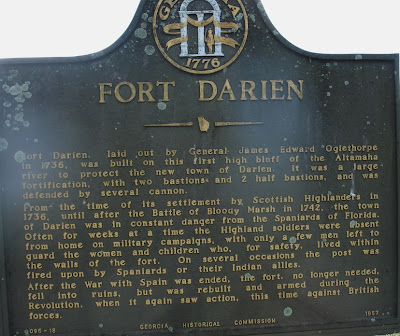 GEORGIA
1776
FORT DARIEN
Fort Darien, laid out by General James Edward Oglethorpe
in 1736, was built on this first high bluff of the Altamaha
river to protect the new town of Darien. It was a large
fortification, with two bastions and 2 half bastions, and was
defended by several cannon.
From the time of its settlement by Scottish Highlanders in
1736, until after the Battle of Bloody Marsh in 1742, the town
of Darien was in constant danger from the Spaniards of Florida.
Often for weeks at a time the Highland soldiers were absent
from home on military campaigns, with only a few men left to
guard the women and children who, for safety, lived within
the walls of the fort. On several occasions the post was
fired upon by Spaniards or their Indian allies.
After the War with Spain was ended, the fort, no longer needed,
fell into ruins, but was rebuilt and armed during the
Revolution, when it again saw action, this time against British
forces.
095-18 GEORGIA HISTORICAL COMMISSION 1957